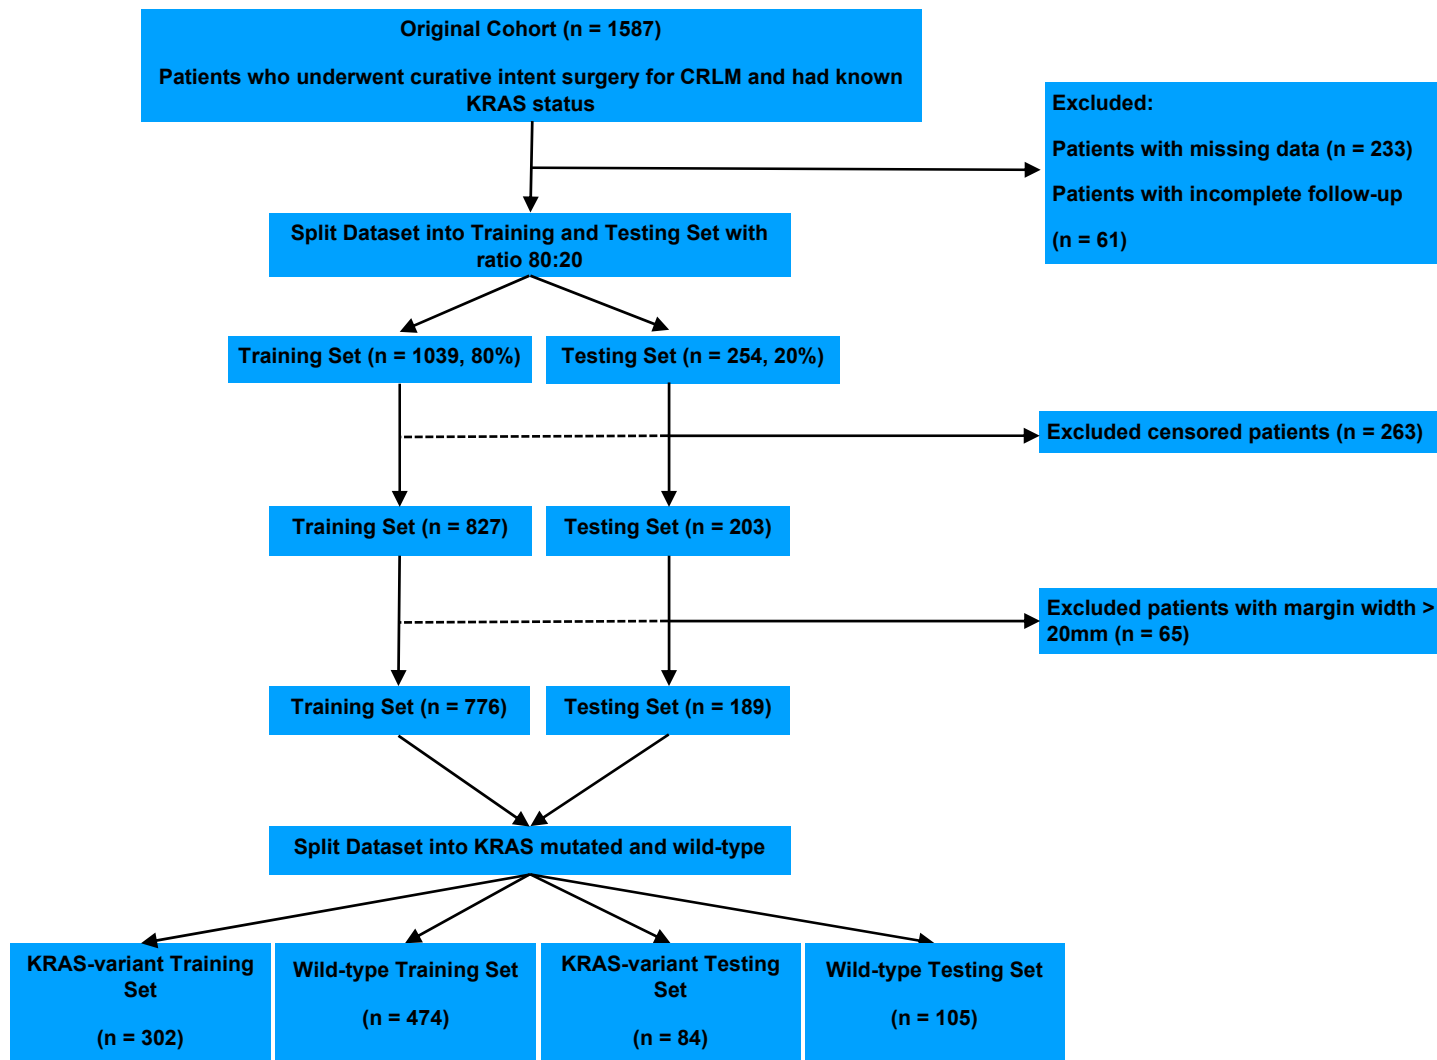 Original Cohort (n = 1587)
Patients who underwent curative intent surgery for CRLM and had known
KRAS status
Excluded:
Patients with missing data (n = 233)
Patients with incomplete follow-up
(n = 61)
Split Dataset into Training and Testing Set with
ratio 80:20
Training Set (n = 1039, 80%)
Testing Set (n = 254, 20%)
Excluded censored patients (n = 263)
Training Set (n = 827)
Testing Set (n = 203)
Excluded patients with margin width >
20mm (n = 65)
Training Set (n = 776)
Testing Set (n = 189)
Split Dataset into KRAS mutated and wild-type
KRAS-variant Training
Set
(n = 302)
Wild-type Training Set
(n = 474)
KRAS-variant Testing
Set
(n = 84)
Wild-type Testing Set
(n = 105)